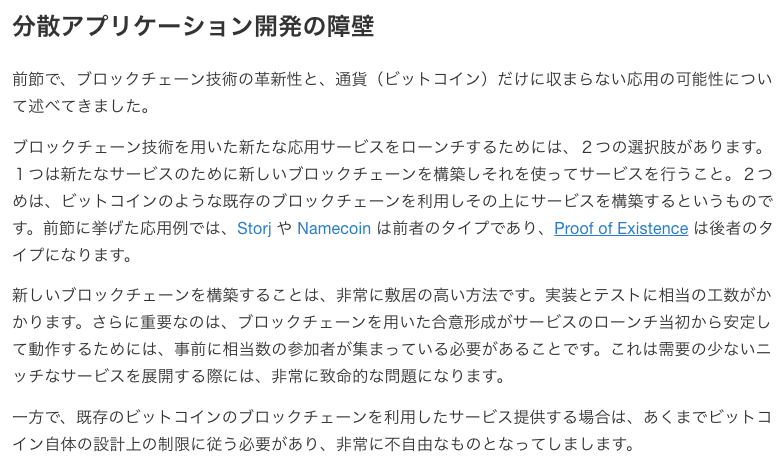 分散アプリケーション開発の障壁
前節で、ブロックチェーン技術の革新性と、通貨（ビットコイン）だけに収まらない応用の可能性につい
て述べてきました。
ブロックチェーン技術を用いた新たな応用サービスをローンチするためには、２つの選択肢があります。
１つは新たなサービスのために新しいブロックチェーンを構築しそれを使ってサービスを行うこと。２つ
めは、ビットコインのような既存のブロックチェーンを利用しその上にサービスを構築するというもので
す。前節に挙げた応用例では、Storj や Namecoin は前者のタイプであり、Proof of Existence は後者のタ
イプになります。
新しいブロックチェーンを構築することは、非常に敷居の高い方法です。実装とテストに相当の工数がか
かります。さらに重要なのは、ブロックチェーンを用いた合意形成がサービスのローンチ当初から安定し
て動作するためには、事前に相当数の参加者が集まっている必要があることです。これは需要の少ないニ
ッチなサービスを展開する際には、非常に致命的な問題になります。
一方で、既存のビットコインのブロックチェーンを利用したサービス提供する場合は、あくまでビットコ
イン自体の設計上の制限に従う必要があり、非常に不自由なものとなってしまします。